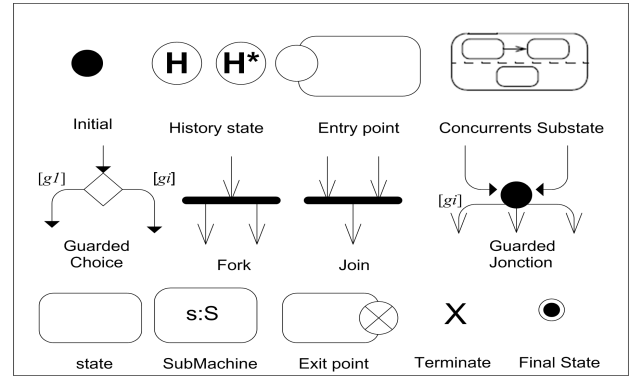 H H*
Initial History state Entry point Concurrents Substate
[g1] [gi] [gi]
Guarded Choice Fork Join Guarded Jonction
s:S X
state SubMachine Exit point Terminate Final State